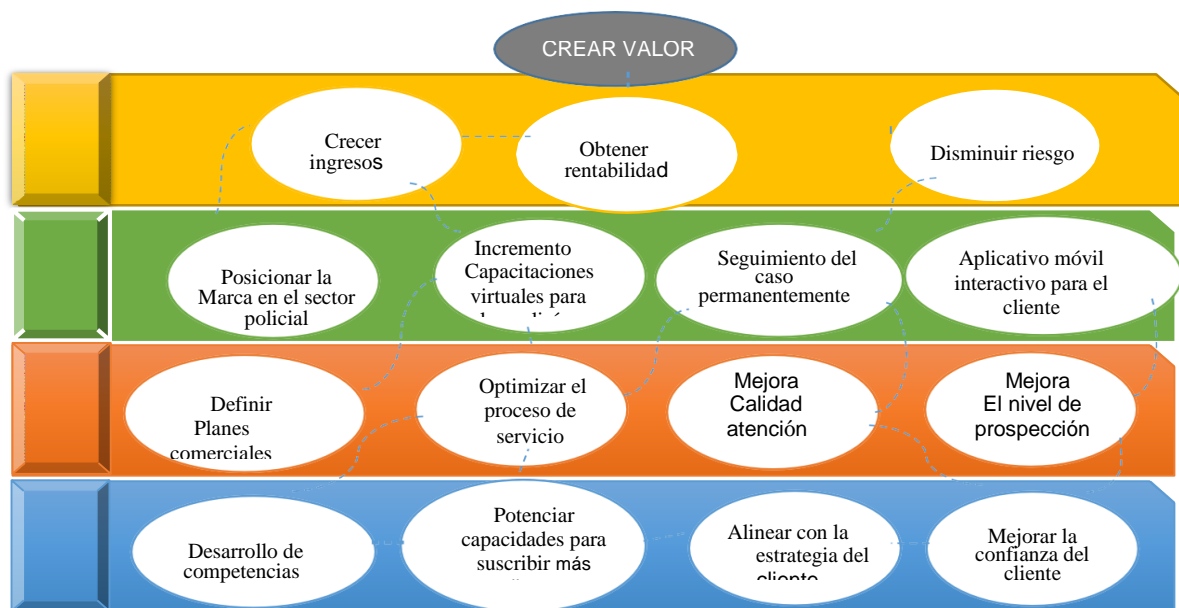 CREAR VALOR
Crecer
ingresos
Obtener
rentabilidad
Disminuir riesgo
Posicionar la
Marca en el sector
policial
Incremento
Capacitaciones
virtuales para
Seguimiento del
caso
permanentemente
Aplicativo móvil
interactivo para el
cliente
Definir
Planes
comerciales
Optimizar el
proceso de
servicio
Mejora
Calidad
atención
Mejora
El nivel de
prospección
Desarrollo de
competencias
Potenciar
capacidades para
suscribir más
Alinear con la
estrategia del
cliente
Mejorar la
confianza del
cliente